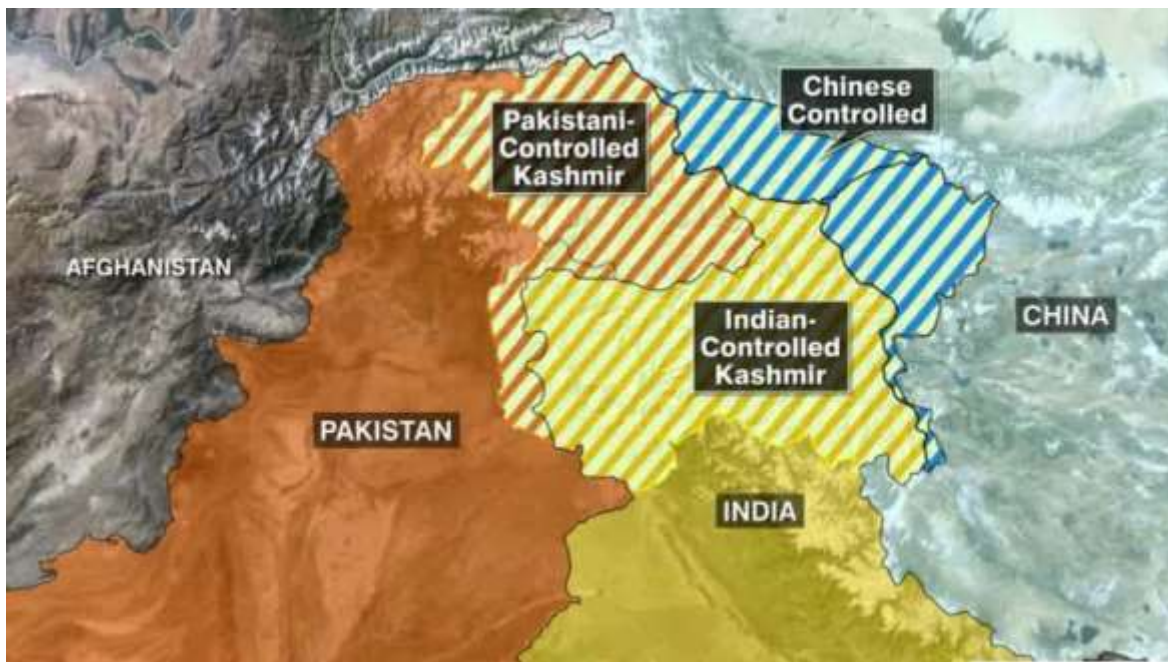 Chinese
Controlled
Pakistani-
Controlled
Kashmir
AFGHANISTAN
Indian-
Controlled
Kashmir
CHINA
PAKISTAN
INDIA